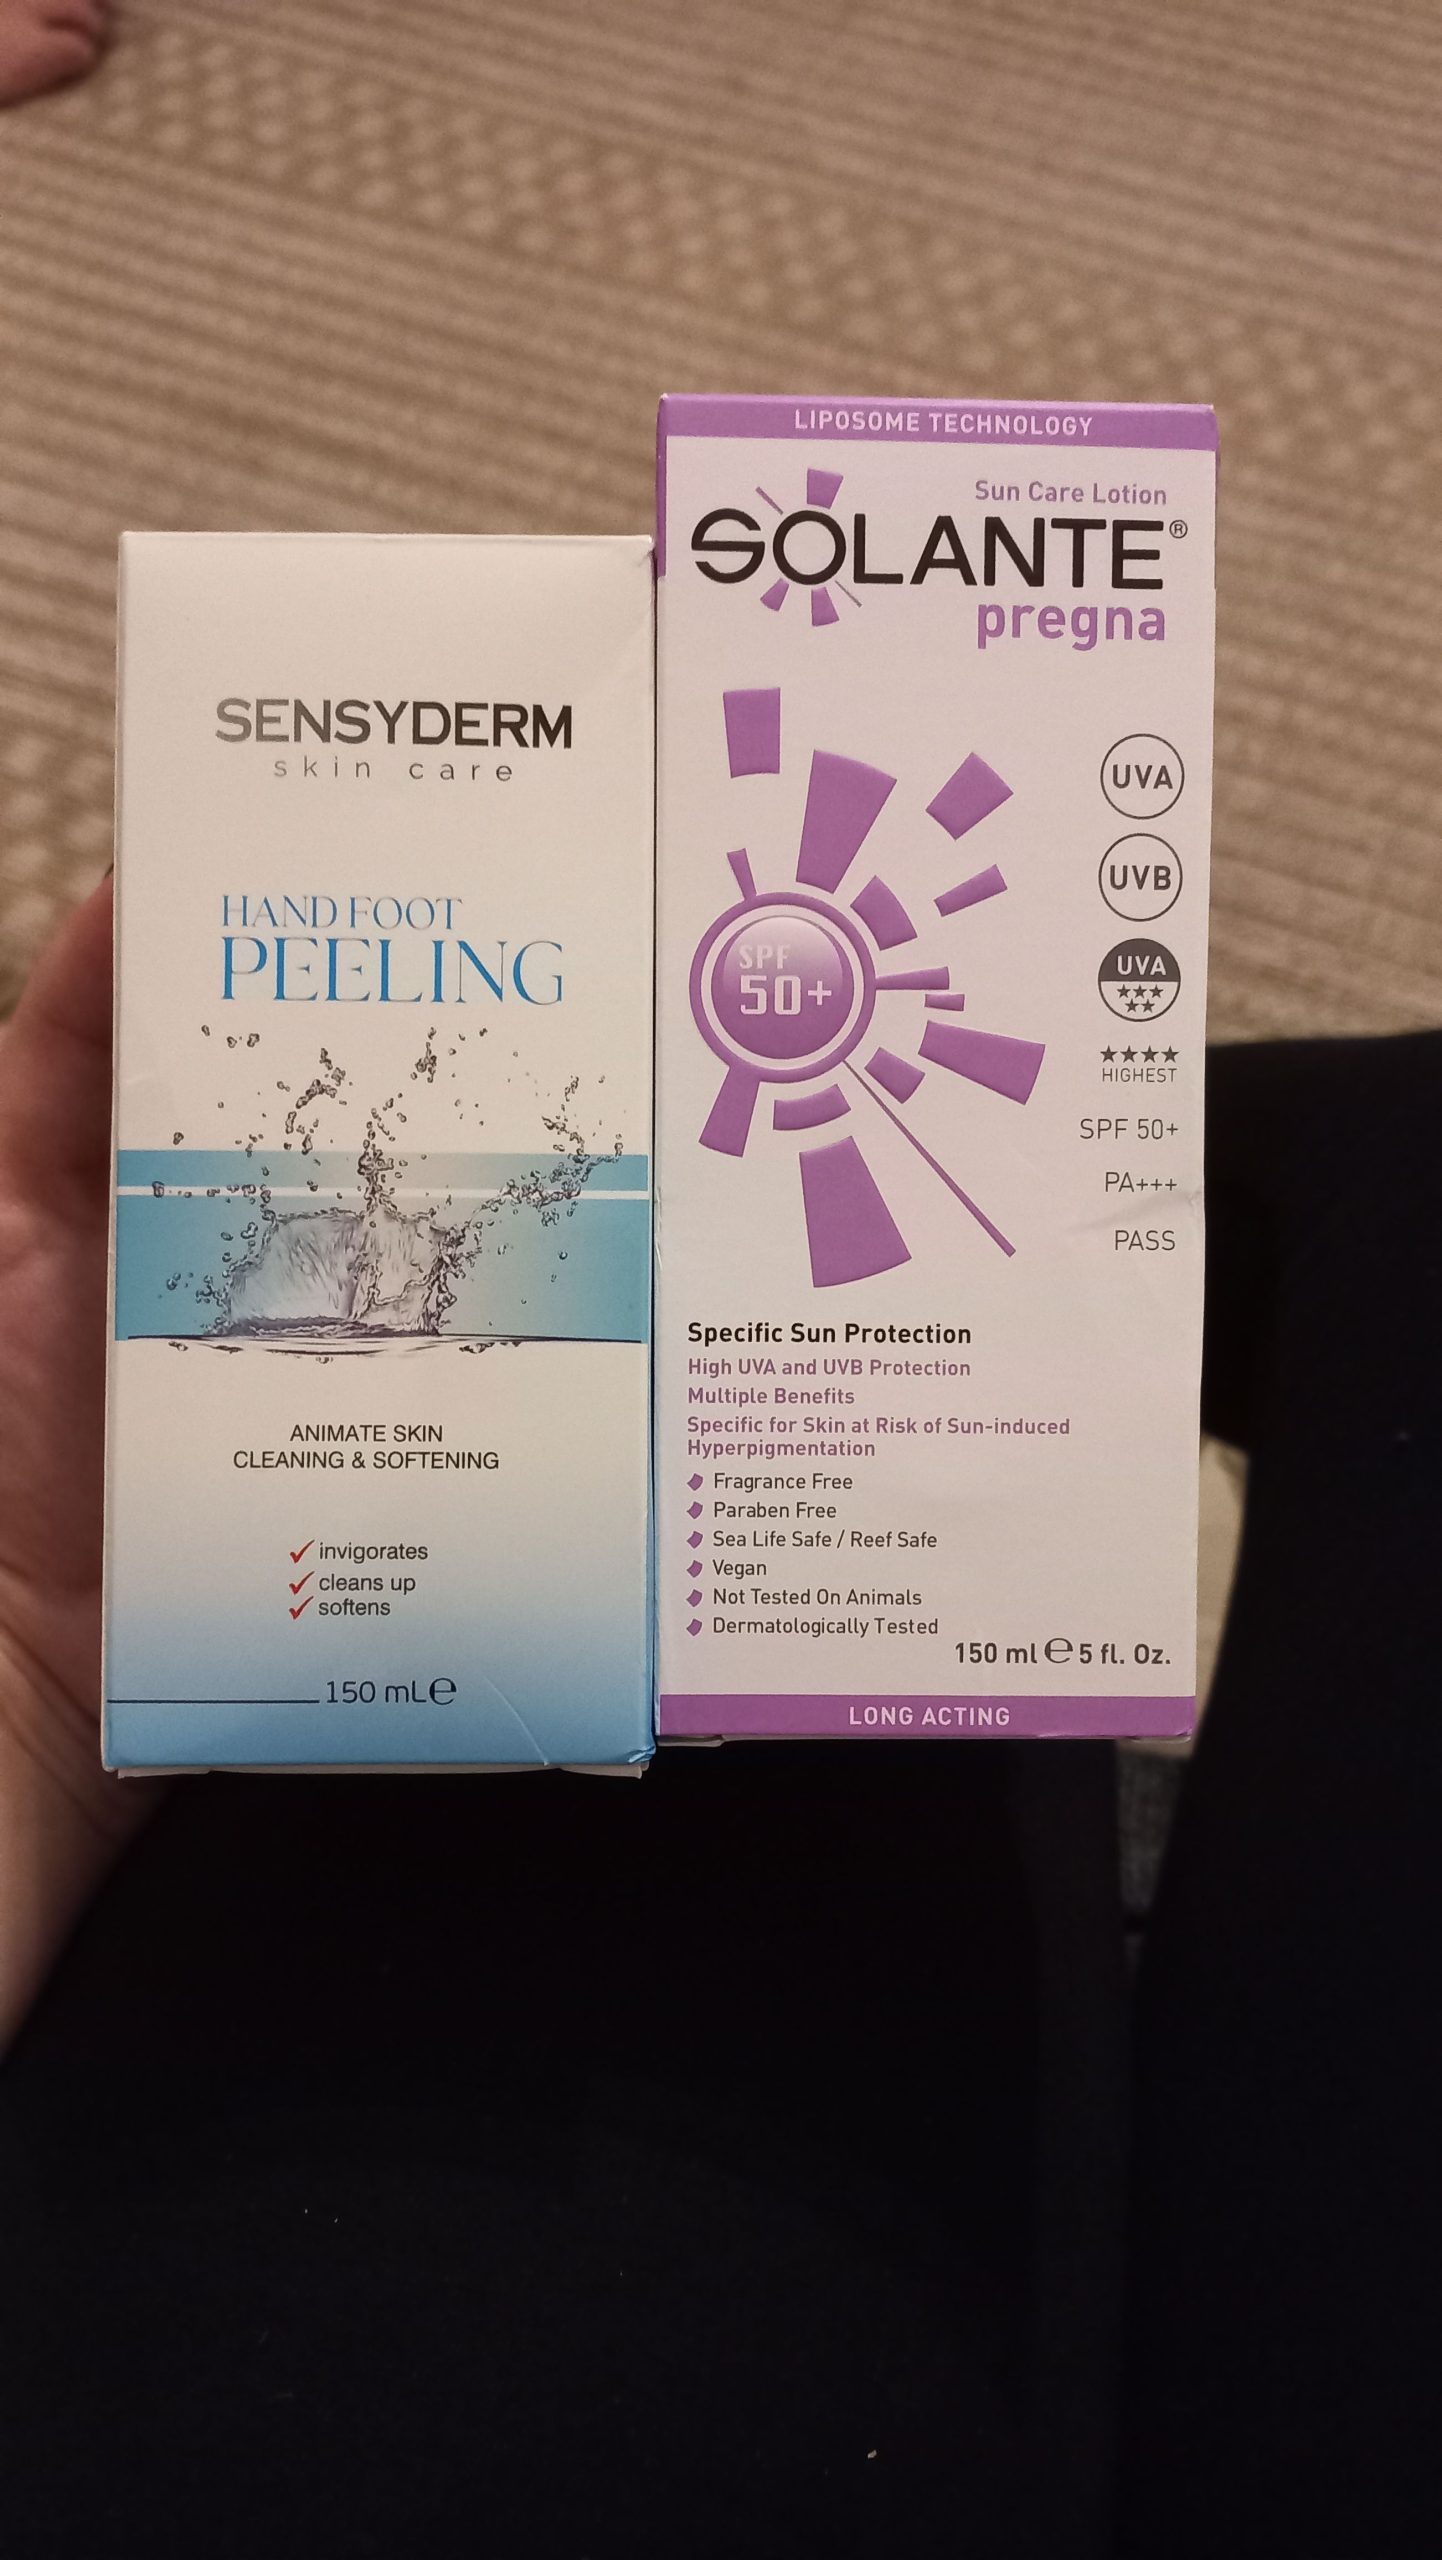 SENSYDERM
skin care
HAND FOOT
PEELING
ANIMATE SKIN
CLEANING & SOFTENING
✓ invigorates
✓ cleans up
✓ softens
150 mL℮
LIPOSOME TECHNOLOGY
Sun Care Lotion
SOLANTE®
pregna
UVA
UVB
UVA
★★★
★★
★★★★
HIGHEST
SPF
50+
SPF 50+
PA+++
PASS
Specific Sun Protection
High UVA and UVB Protection
Multiple Benefits
Specific for Skin at Risk of Sun-induced
Hyperpigmentation
Fragrance Free
Paraben Free
Sea Life Safe / Reef Safe
Vegan
Not Tested On Animals
Dermatologically Tested
150 ml ℮ 5 fl. Oz.
LONG ACTING